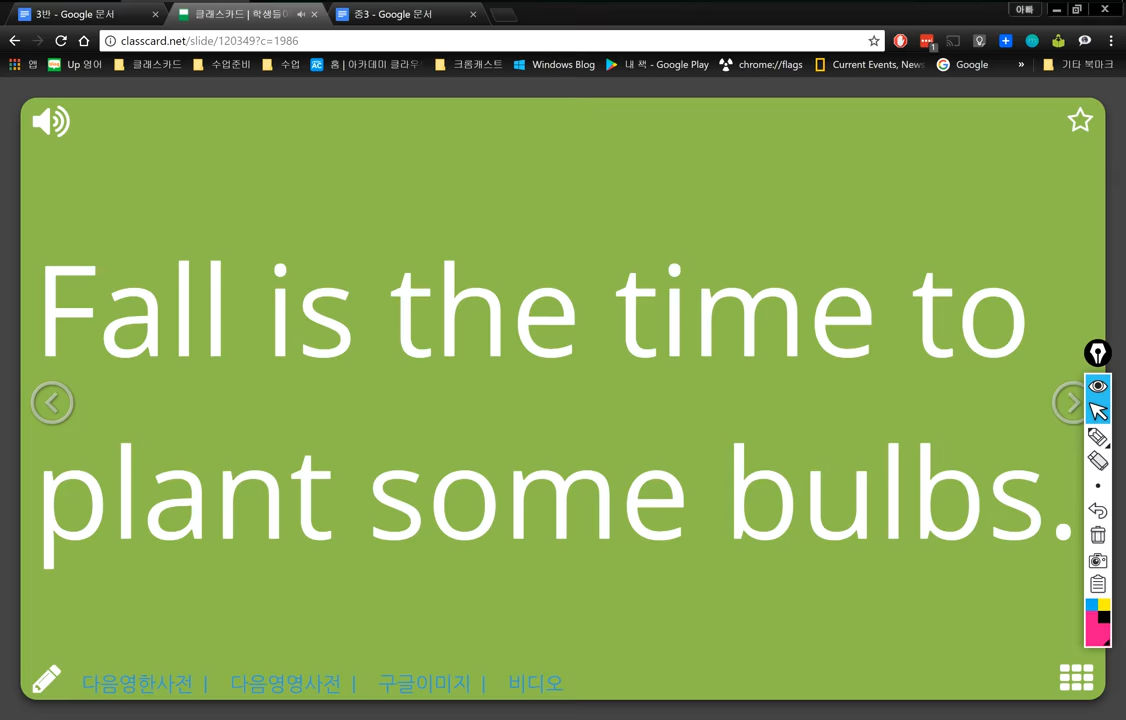 3반 - Google 문서
클래스카드 | 학생들이
중3 - Google 문서
아빠
classcard.net/slide/120349?c=1986
1
앱
Up 영어
클래스카드
수업준비
수업
홈 | 아카데미 클라우
크롬캐스트
Windows Blog
내 책 - Google Play
chrome://flags
Current Events, News
Google
»
기타 북마크
Fall is the time to
plant some bulbs.
다음영한사전 | 다음영영사전 | 구글이미지 | 비디오